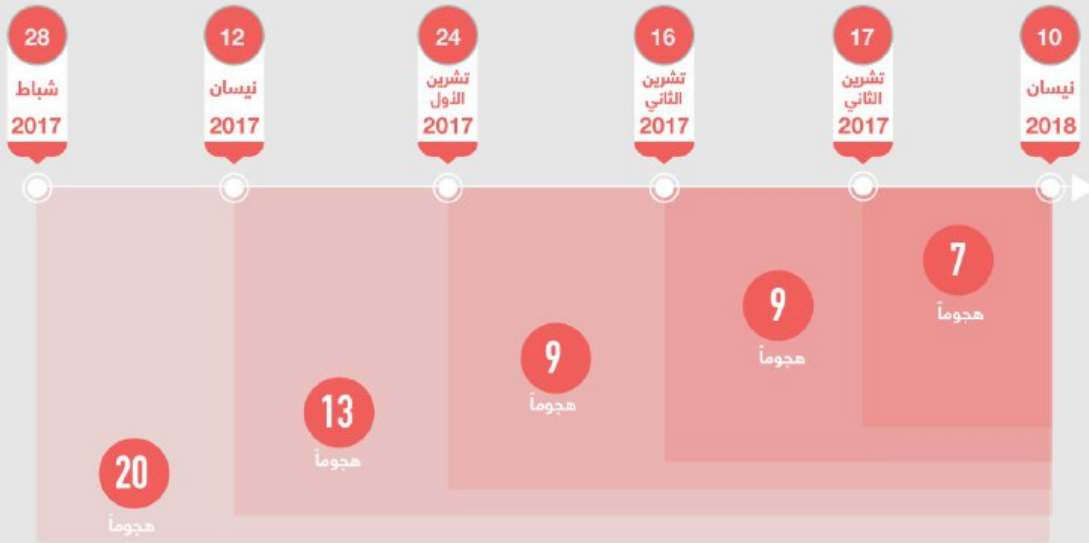 28
شباط
2017
12
نيسان
2017
24
تشرين
الأول
2017
16
تشرين
الثاني
2017
17
تشرين
الثاني
2017
10
نيسان
2018
7
هجوماً
9
هجوماً
9
هجوماً
13
هجوماً
20
هجوماً